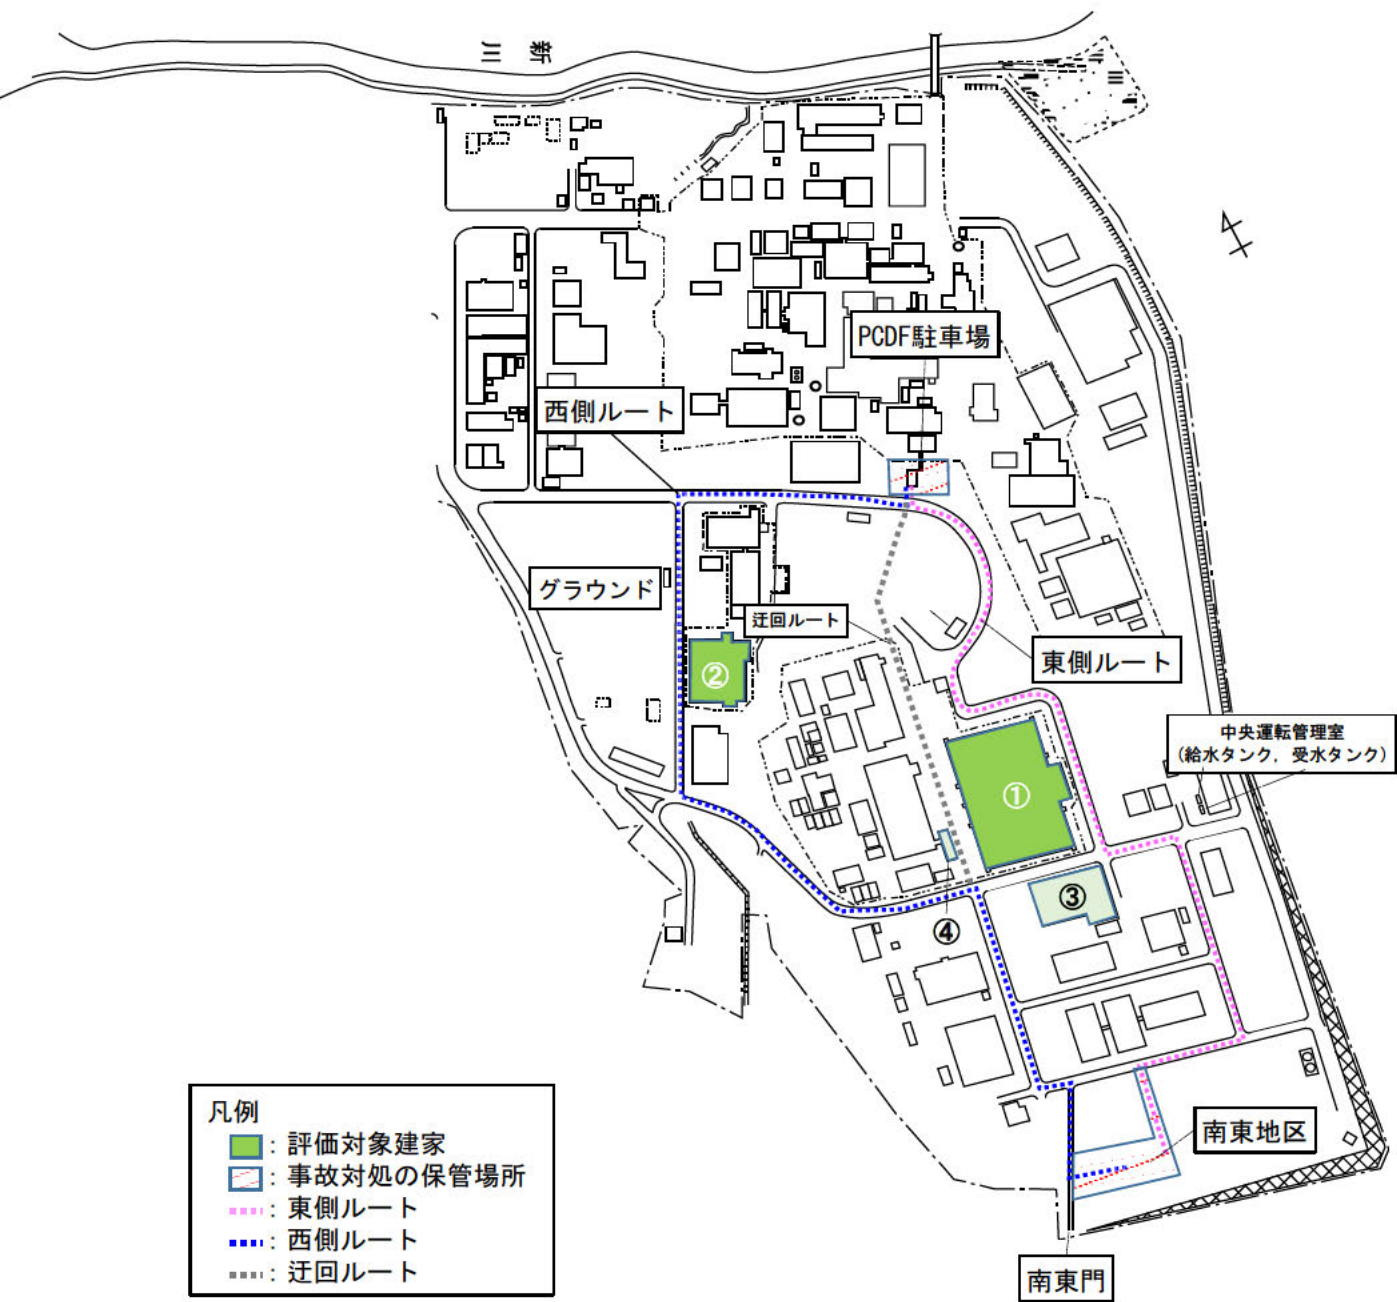 新川
PCDF駐車場
西側ルート
グラウンド
迂回ルート
東側ルート
②
中央運転管理室
(給水タンク, 受水タンク)
①
③
④
南東地区
南東門
凡例
: 評価対象建家
: 事故対処の保管場所
: 東側ルート
: 西側ルート
: 迂回ルート